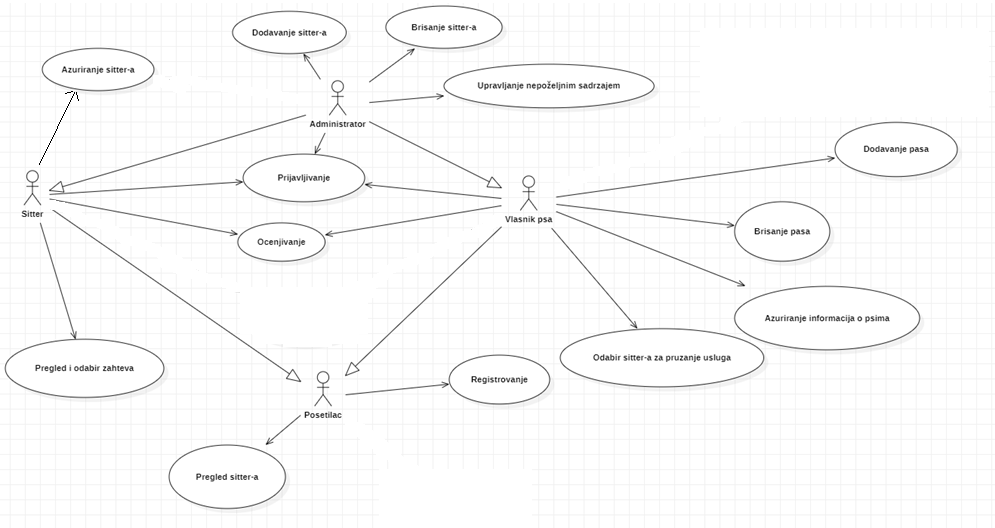 Dodavanje sitter-a
Brisanje sitter-a
Azuriranje sitter-a
Upravljanje nepoželjnim sadrzajem
Administrator
Dodavanje pasa
Prijavljivanje
Sitter
Vlasnik psa
Brisanje pasa
Ocenjivanje
Azuriranje informacija o psima
Odabir sitter-a za pruzanje usluga
Pregled i odabir zahteva
Registrovanje
Posetilac
Pregled sitter-a